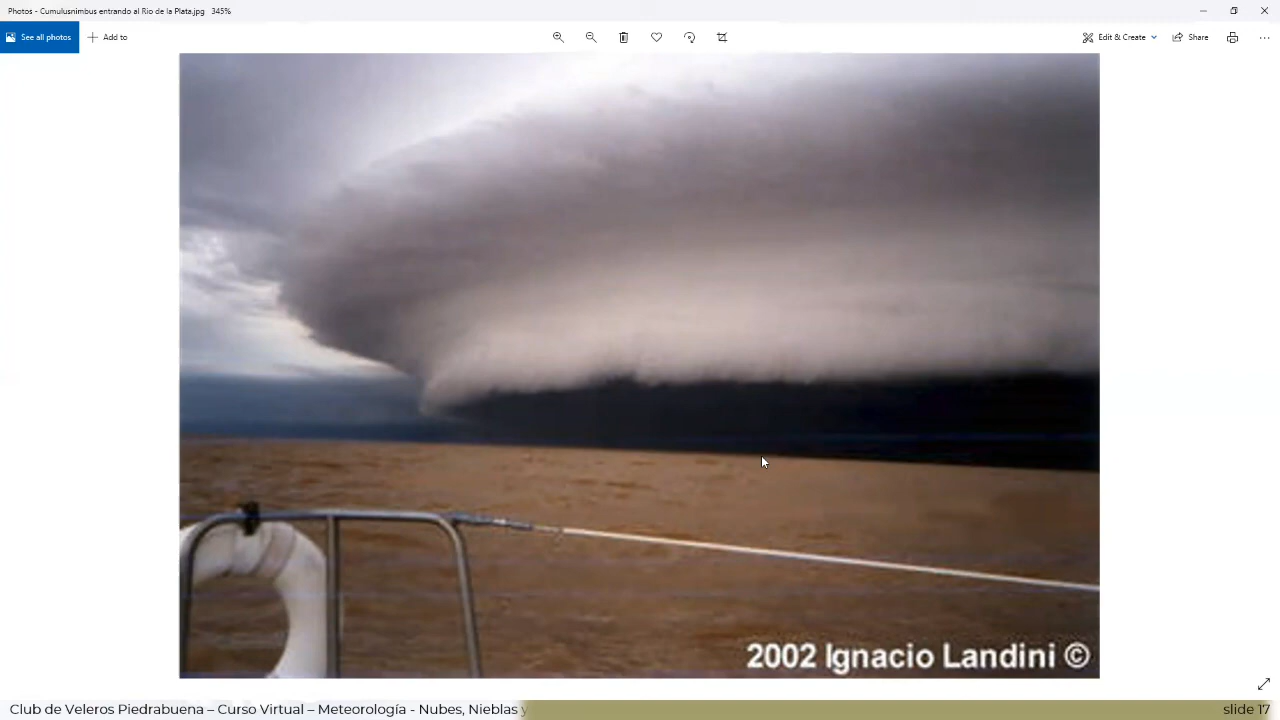 Photos - Cumulusnimbus entrando al Rio de la Plata.jpg 345%
See all photos
Add to
Edit & Create
Share
2002 Ignacio Landini ©
Club de Veleros Piedrabuena – Curso Virtual – Meteorología - Nubes, Nieblas y
slide 17